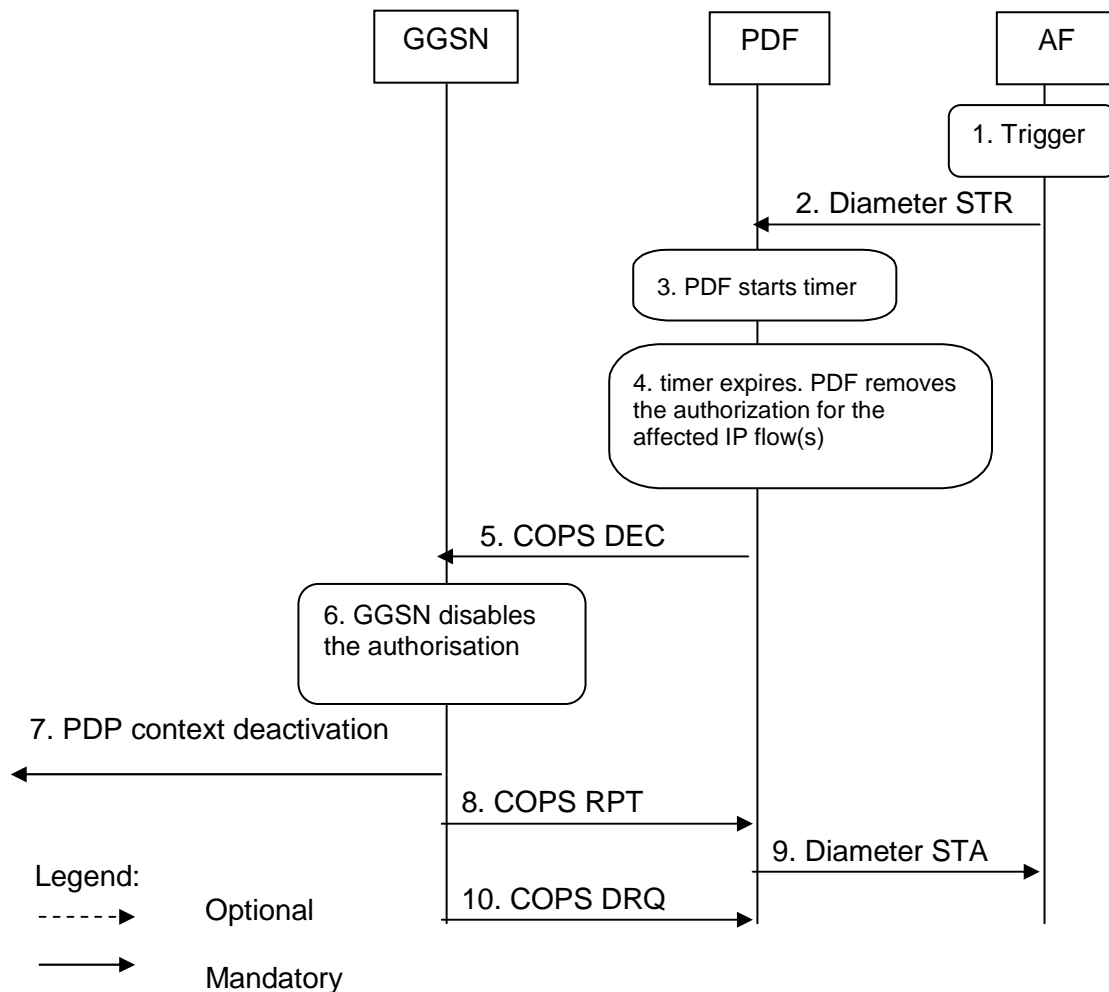 GGSN
PDF
AF
1. Trigger
2. Diameter STR
3. PDF starts timer
4. timer expires. PDF removes
the authorization for the
affected IP flow(s)
5. COPS DEC
6. GGSN disables
the authorisation
7. PDP context deactivation
8. COPS RPT
9. Diameter STA
10. COPS DRQ
Legend:
Optional
Mandatory